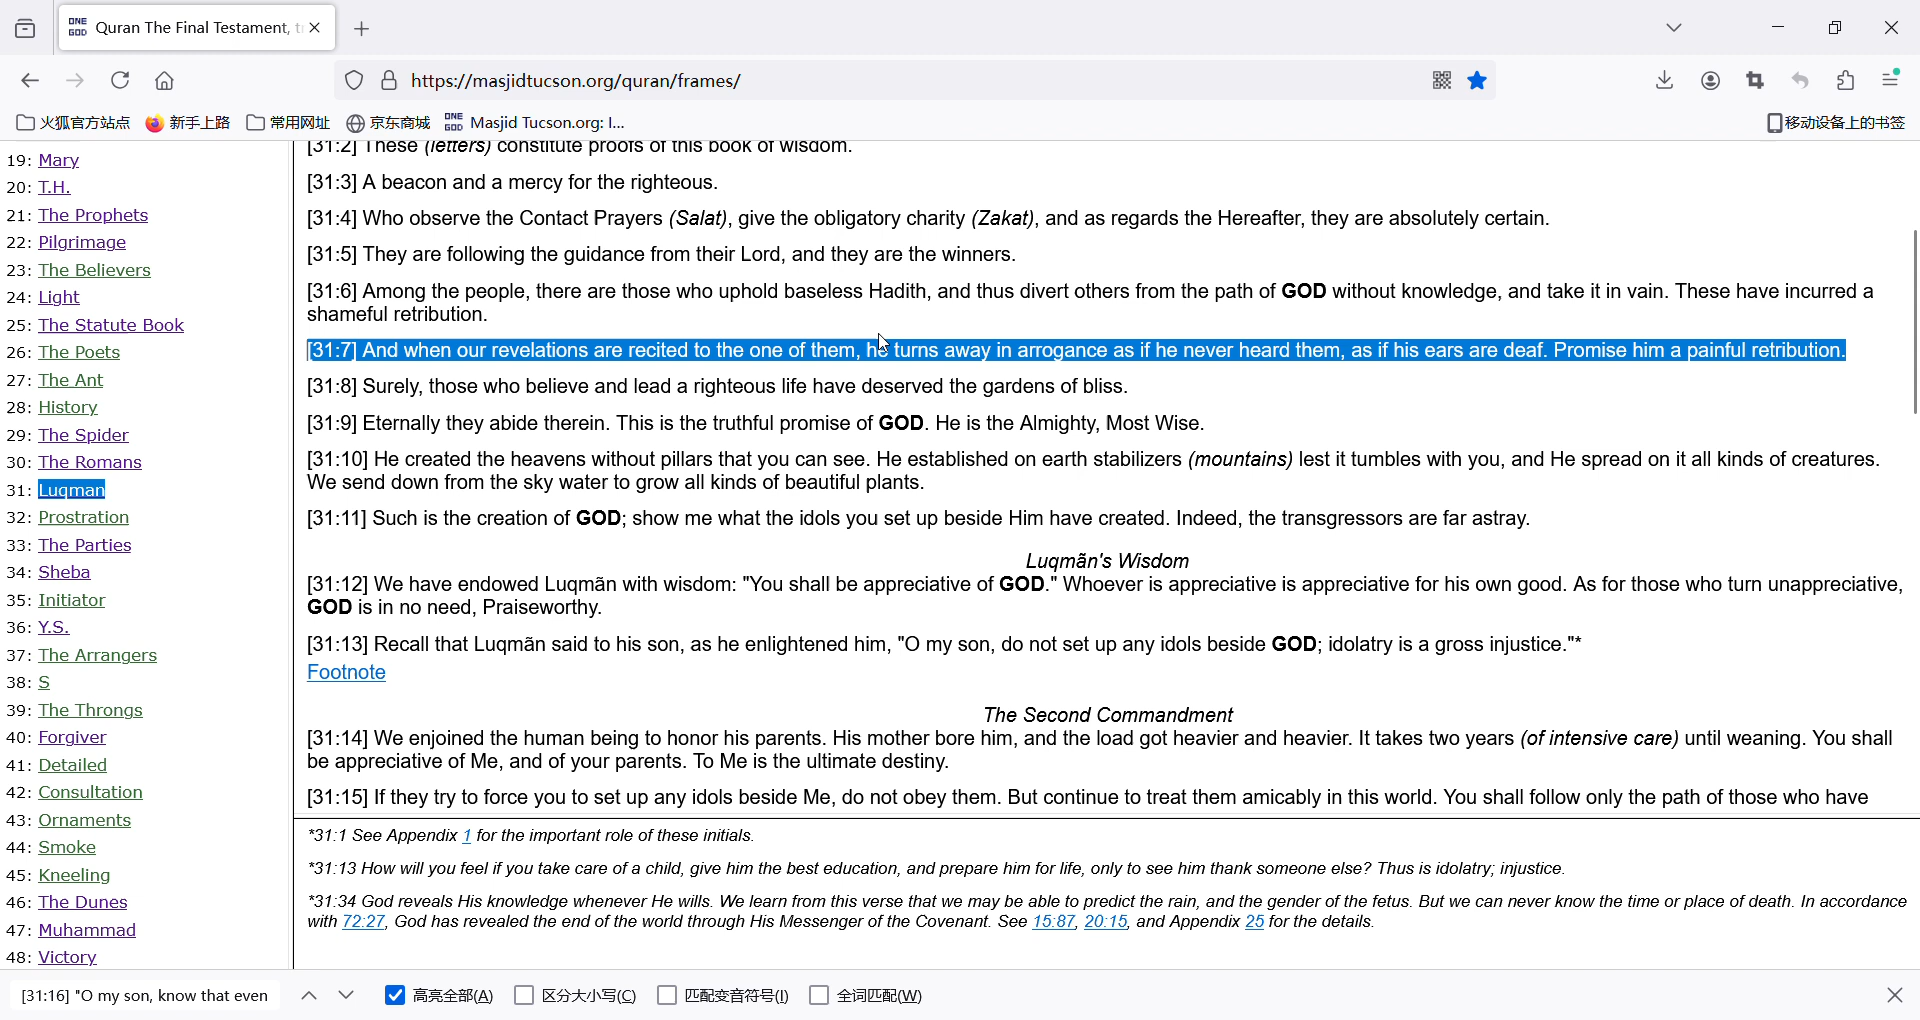 ONE GOD Quran The Final Testament, t
https://masjidtucson.org/quran/frames/
火狐官方站点 新手上路 常用网址 京东商城 ONE GOD Masjid Tucson.org: I... 移动设备上的书签
19: Mary
20: T.H.
21: The Prophets
22: Pilgrimage
23: The Believers
24: Light
25: The Statute Book
26: The Poets
27: The Ant
28: History
29: The Spider
30: The Romans
31: Luqman
32: Prostration
33: The Parties
34: Sheba
35: Initiator
36: Y.S.
37: The Arrangers
38: S
39: The Throngs
40: Forgiver
41: Detailed
42: Consultation
43: Ornaments
44: Smoke
45: Kneeling
46: The Dunes
47: Muhammad
48: Victory
[31:2] These (letters) constitute proofs of this book of wisdom.
[31:3] A beacon and a mercy for the righteous.
[31:4] Who observe the Contact Prayers (Salat), give the obligatory charity (Zakat), and as regards the Hereafter, they are absolutely certain.
[31:5] They are following the guidance from their Lord, and they are the winners.
[31:6] Among the people, there are those who uphold baseless Hadith, and thus divert others from the path of GOD without knowledge, and take it in vain. These have incurred a
shameful retribution.
[31:7] And when our revelations are recited to the one of them, he turns away in arrogance as if he never heard them, as if his ears are deaf. Promise him a painful retribution.
[31:8] Surely, those who believe and lead a righteous life have deserved the gardens of bliss.
[31:9] Eternally they abide therein. This is the truthful promise of GOD. He is the Almighty, Most Wise.
[31:10] He created the heavens without pillars that you can see. He established on earth stabilizers (mountains) lest it tumbles with you, and He spread on it all kinds of creatures.
We send down from the sky water to grow all kinds of beautiful plants.
[31:11] Such is the creation of GOD; show me what the idols you set up beside Him have created. Indeed, the transgressors are far astray.
Luqmãn's Wisdom
[31:12] We have endowed Luqmãn with wisdom: "You shall be appreciative of GOD." Whoever is appreciative is appreciative for his own good. As for those who turn unappreciative,
GOD is in no need, Praiseworthy.
[31:13] Recall that Luqmãn said to his son, as he enlightened him, "O my son, do not set up any idols beside GOD; idolatry is a gross injustice."*
Footnote
The Second Commandment
[31:14] We enjoined the human being to honor his parents. His mother bore him, and the load got heavier and heavier. It takes two years (of intensive care) until weaning. You shall
be appreciative of Me, and of your parents. To Me is the ultimate destiny.
[31:15] If they try to force you to set up any idols beside Me, do not obey them. But continue to treat them amicably in this world. You shall follow only the path of those who have
*31:1 See Appendix 1 for the important role of these initials.
*31:13 How will you feel if you take care of a child, give him the best education, and prepare him for life, only to see him thank someone else? Thus is idolatry; injustice.
*31:34 God reveals His knowledge whenever He wills. We learn from this verse that we may be able to predict the rain, and the gender of the fetus. But we can never know the time or place of death. In accordance
with 72:27, God has revealed the end of the world through His Messenger of the Covenant. See 15:87, 20:15, and Appendix 25 for the details.
[31:16] "O my son, know that even 高亮全部(A) 区分大小写(C) 匹配变音符号(I) 全词匹配(W)